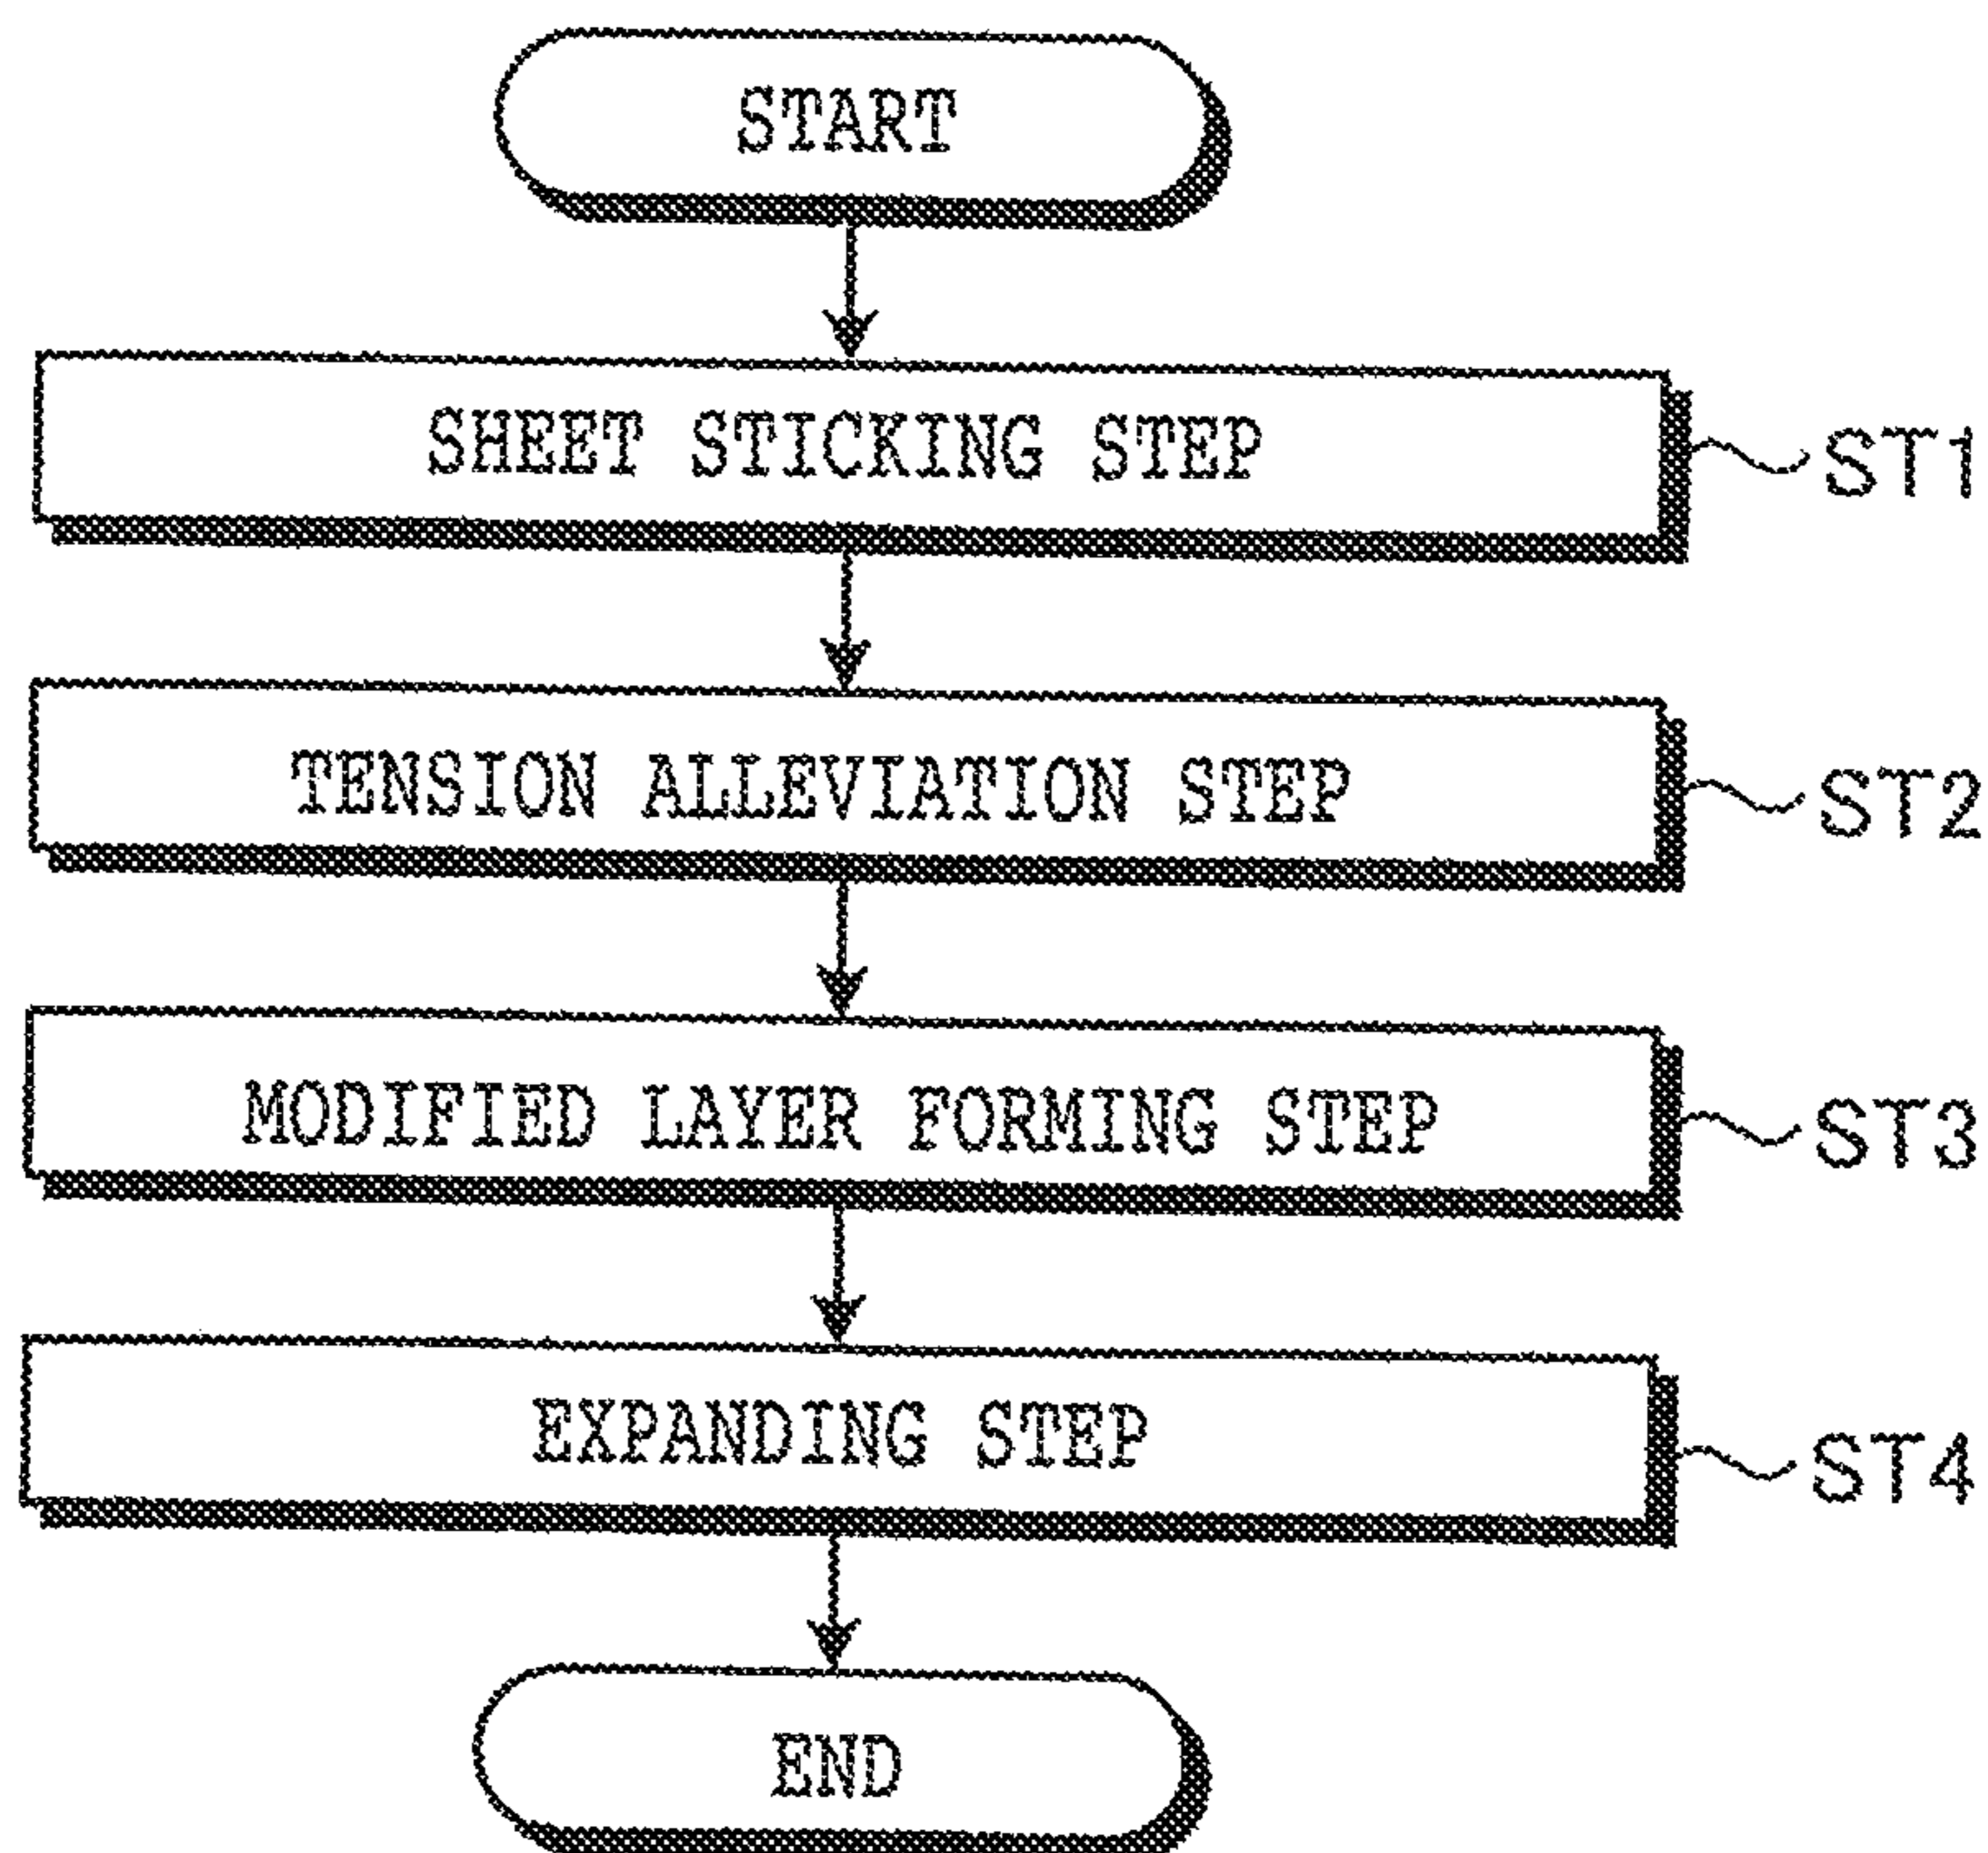 START
SHEET STICKING STEP
ST1
TENSION ALLEVIATION STEP
ST2
MODIFIED LAYER FORMING STEP
ST3
EXPANDING STEP
ST4
END